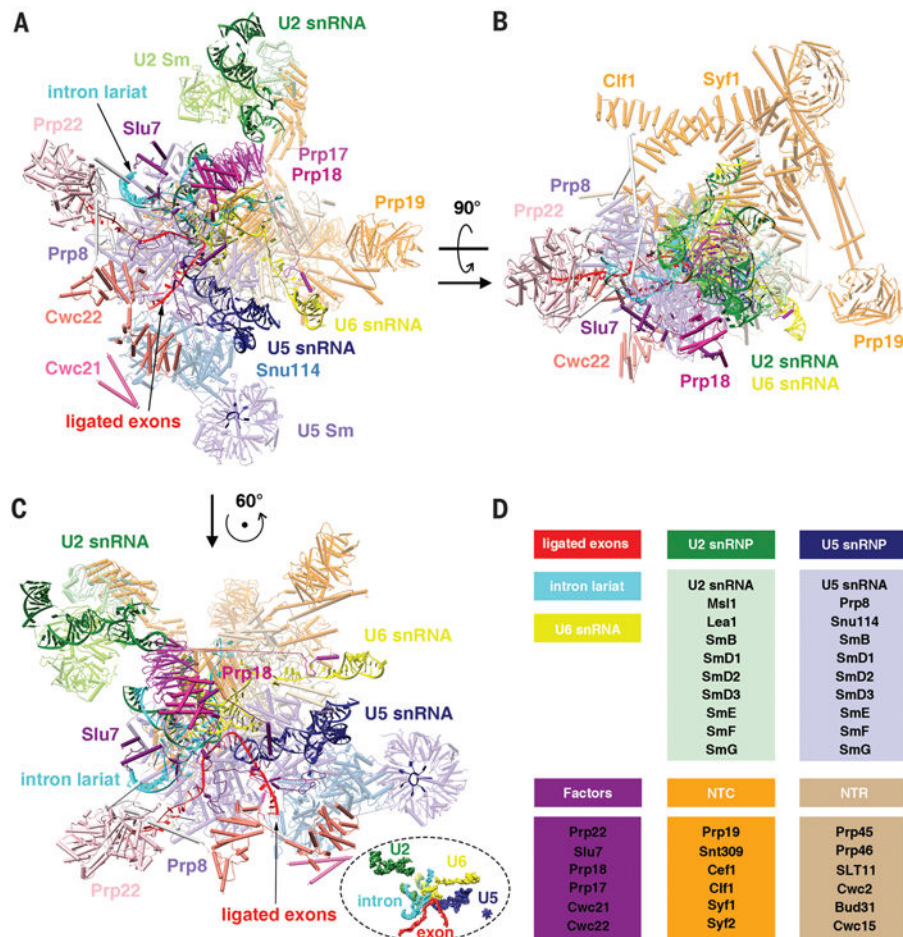 A
U2 snRNA
U2 Sm
intron lariat
Slu7
Prp22
Prp17
Prp18
Prp19
Prp8
Cwc22
U6 snRNA
U5 snRNA
Cwc21
Snu114
ligated exons
U5 Sm
90°
B
Clf1
Syf1
Prp8
Prp22
Slu7
Prp19
Cwc22
U2 snRNA
Prp18
U6 snRNA
C
60°
U2 snRNA
U6 snRNA
Prp18
U5 snRNA
Slu7
intron lariat
Prp8
Prp22
ligated exons
U2
U6
intron
U5
exon
D
ligated exons
U2 snRNP
U5 snRNP
intron lariat
U6 snRNA
U2 snRNA
Msl1
Lea1
SmB
SmD1
SmD2
SmD3
SmE
SmF
SmG
U5 snRNA
Prp8
Snu114
SmB
SmD1
SmD2
SmD3
SmE
SmF
SmG
Factors
NTC
NTR
Prp22
Slu7
Prp18
Prp17
Cwc21
Cwc22
Prp19
Snt309
Cef1
Clf1
Syf1
Syf2
Prp45
Prp46
SLT11
Cwc2
Bud31
Cwc15